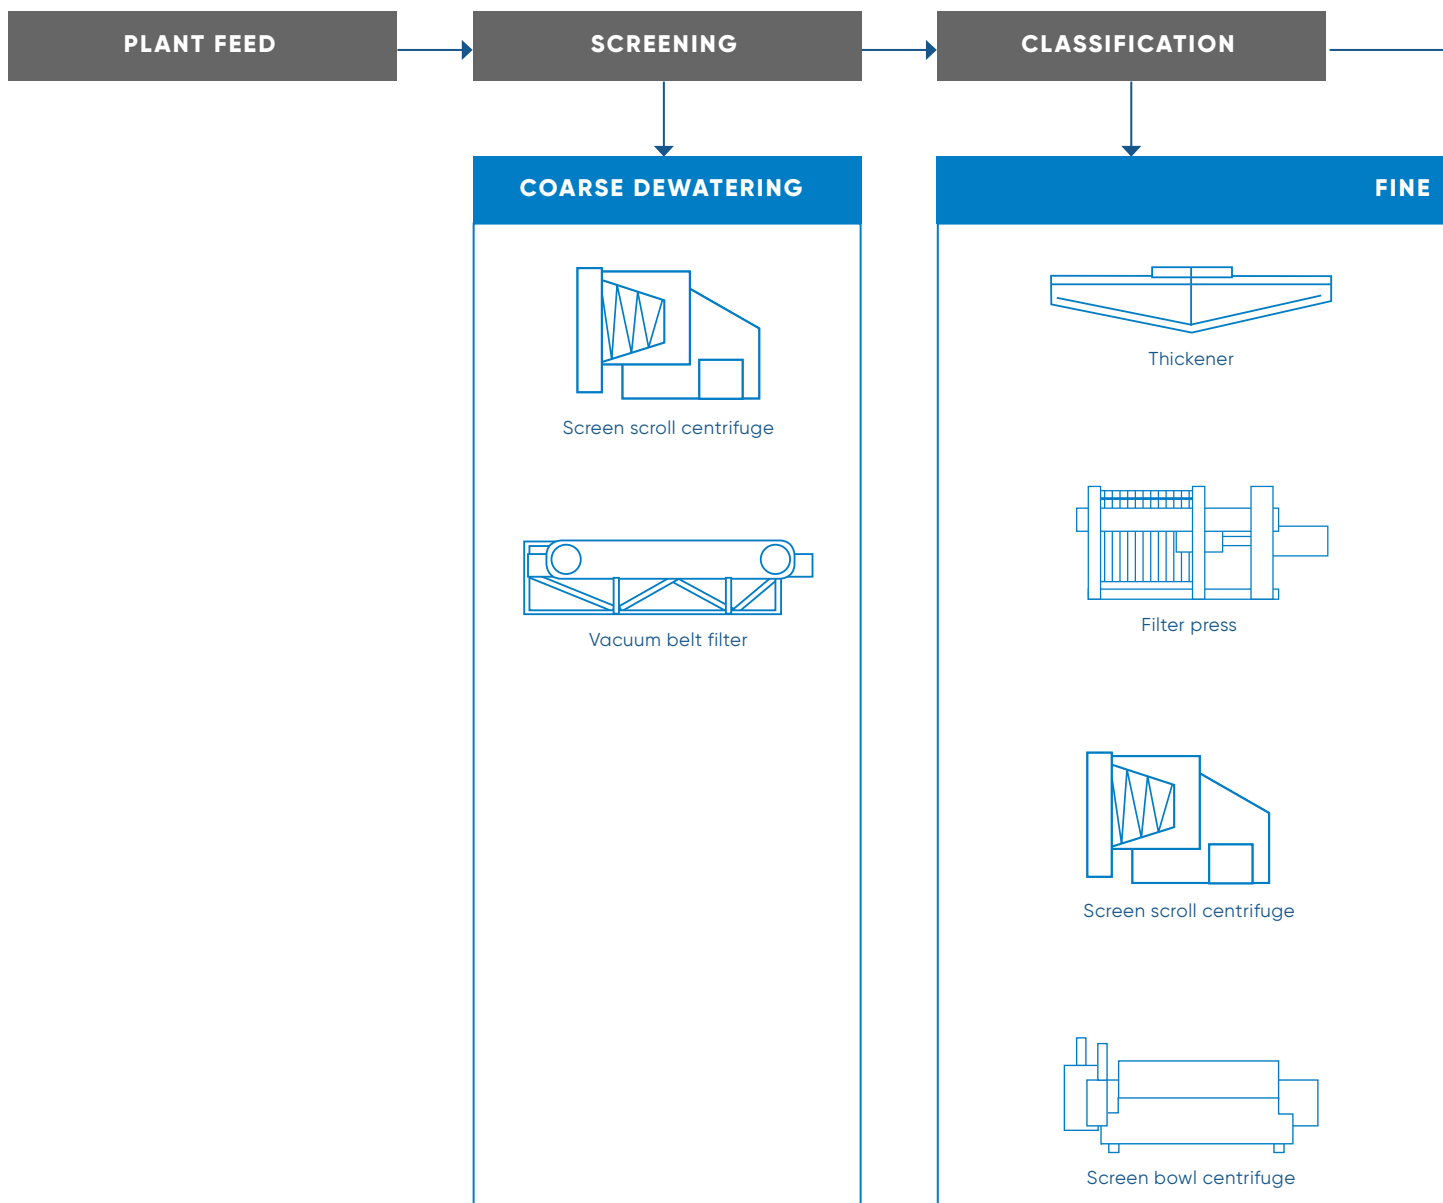 PLANT FEED
SCREENING
CLASSIFICATION
COARSE DEWATERING
FINE
Screen scroll centrifuge
Vacuum belt filter
Thickener
Filter press
Screen scroll centrifuge
Screen bowl centrifuge